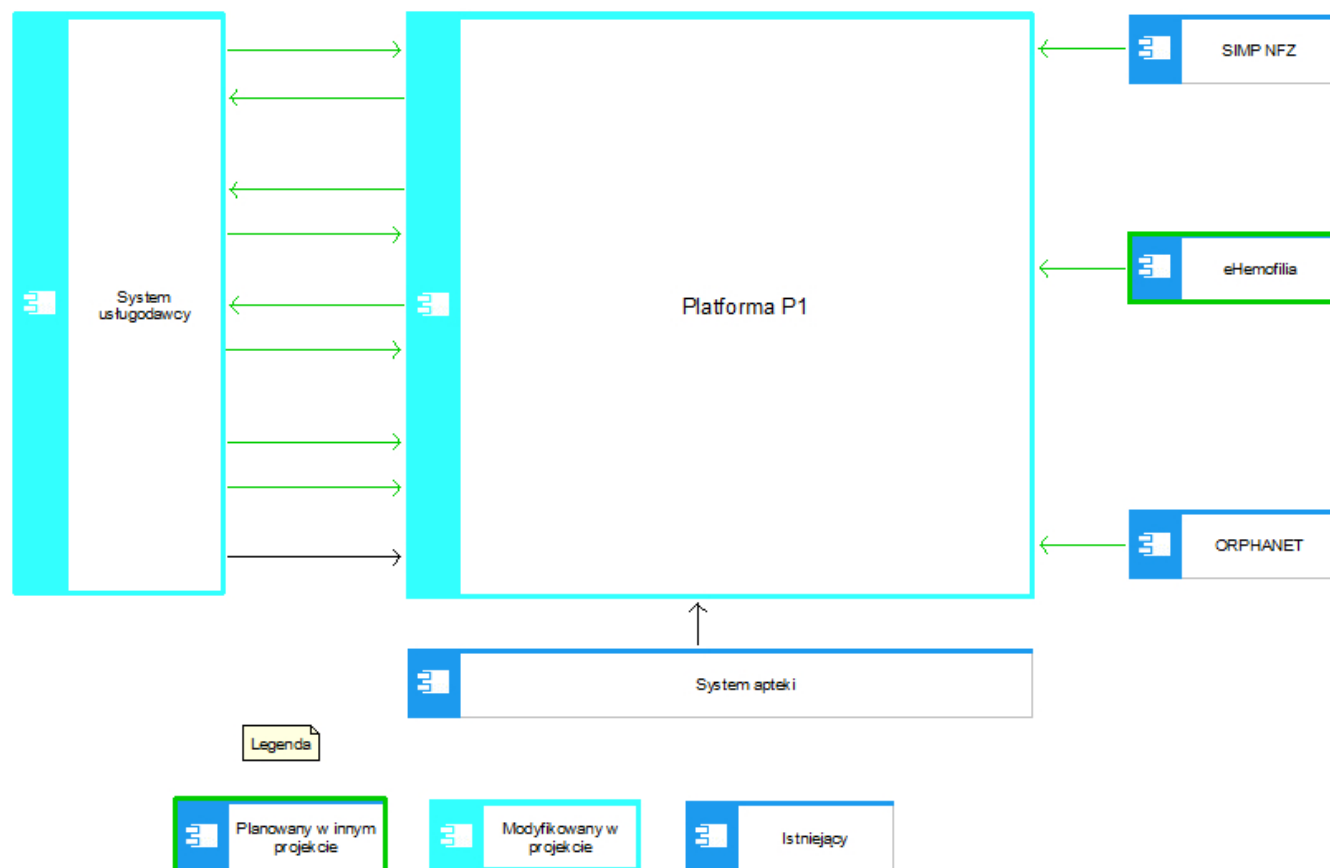 SIMP NFZ
eHemofilia
System
usługodawcy
Platforma P1
ORPHANET
System apteki
Legenda
Planowany w innym
projekcie
Modyfikowany w
projekcie
Istniejący